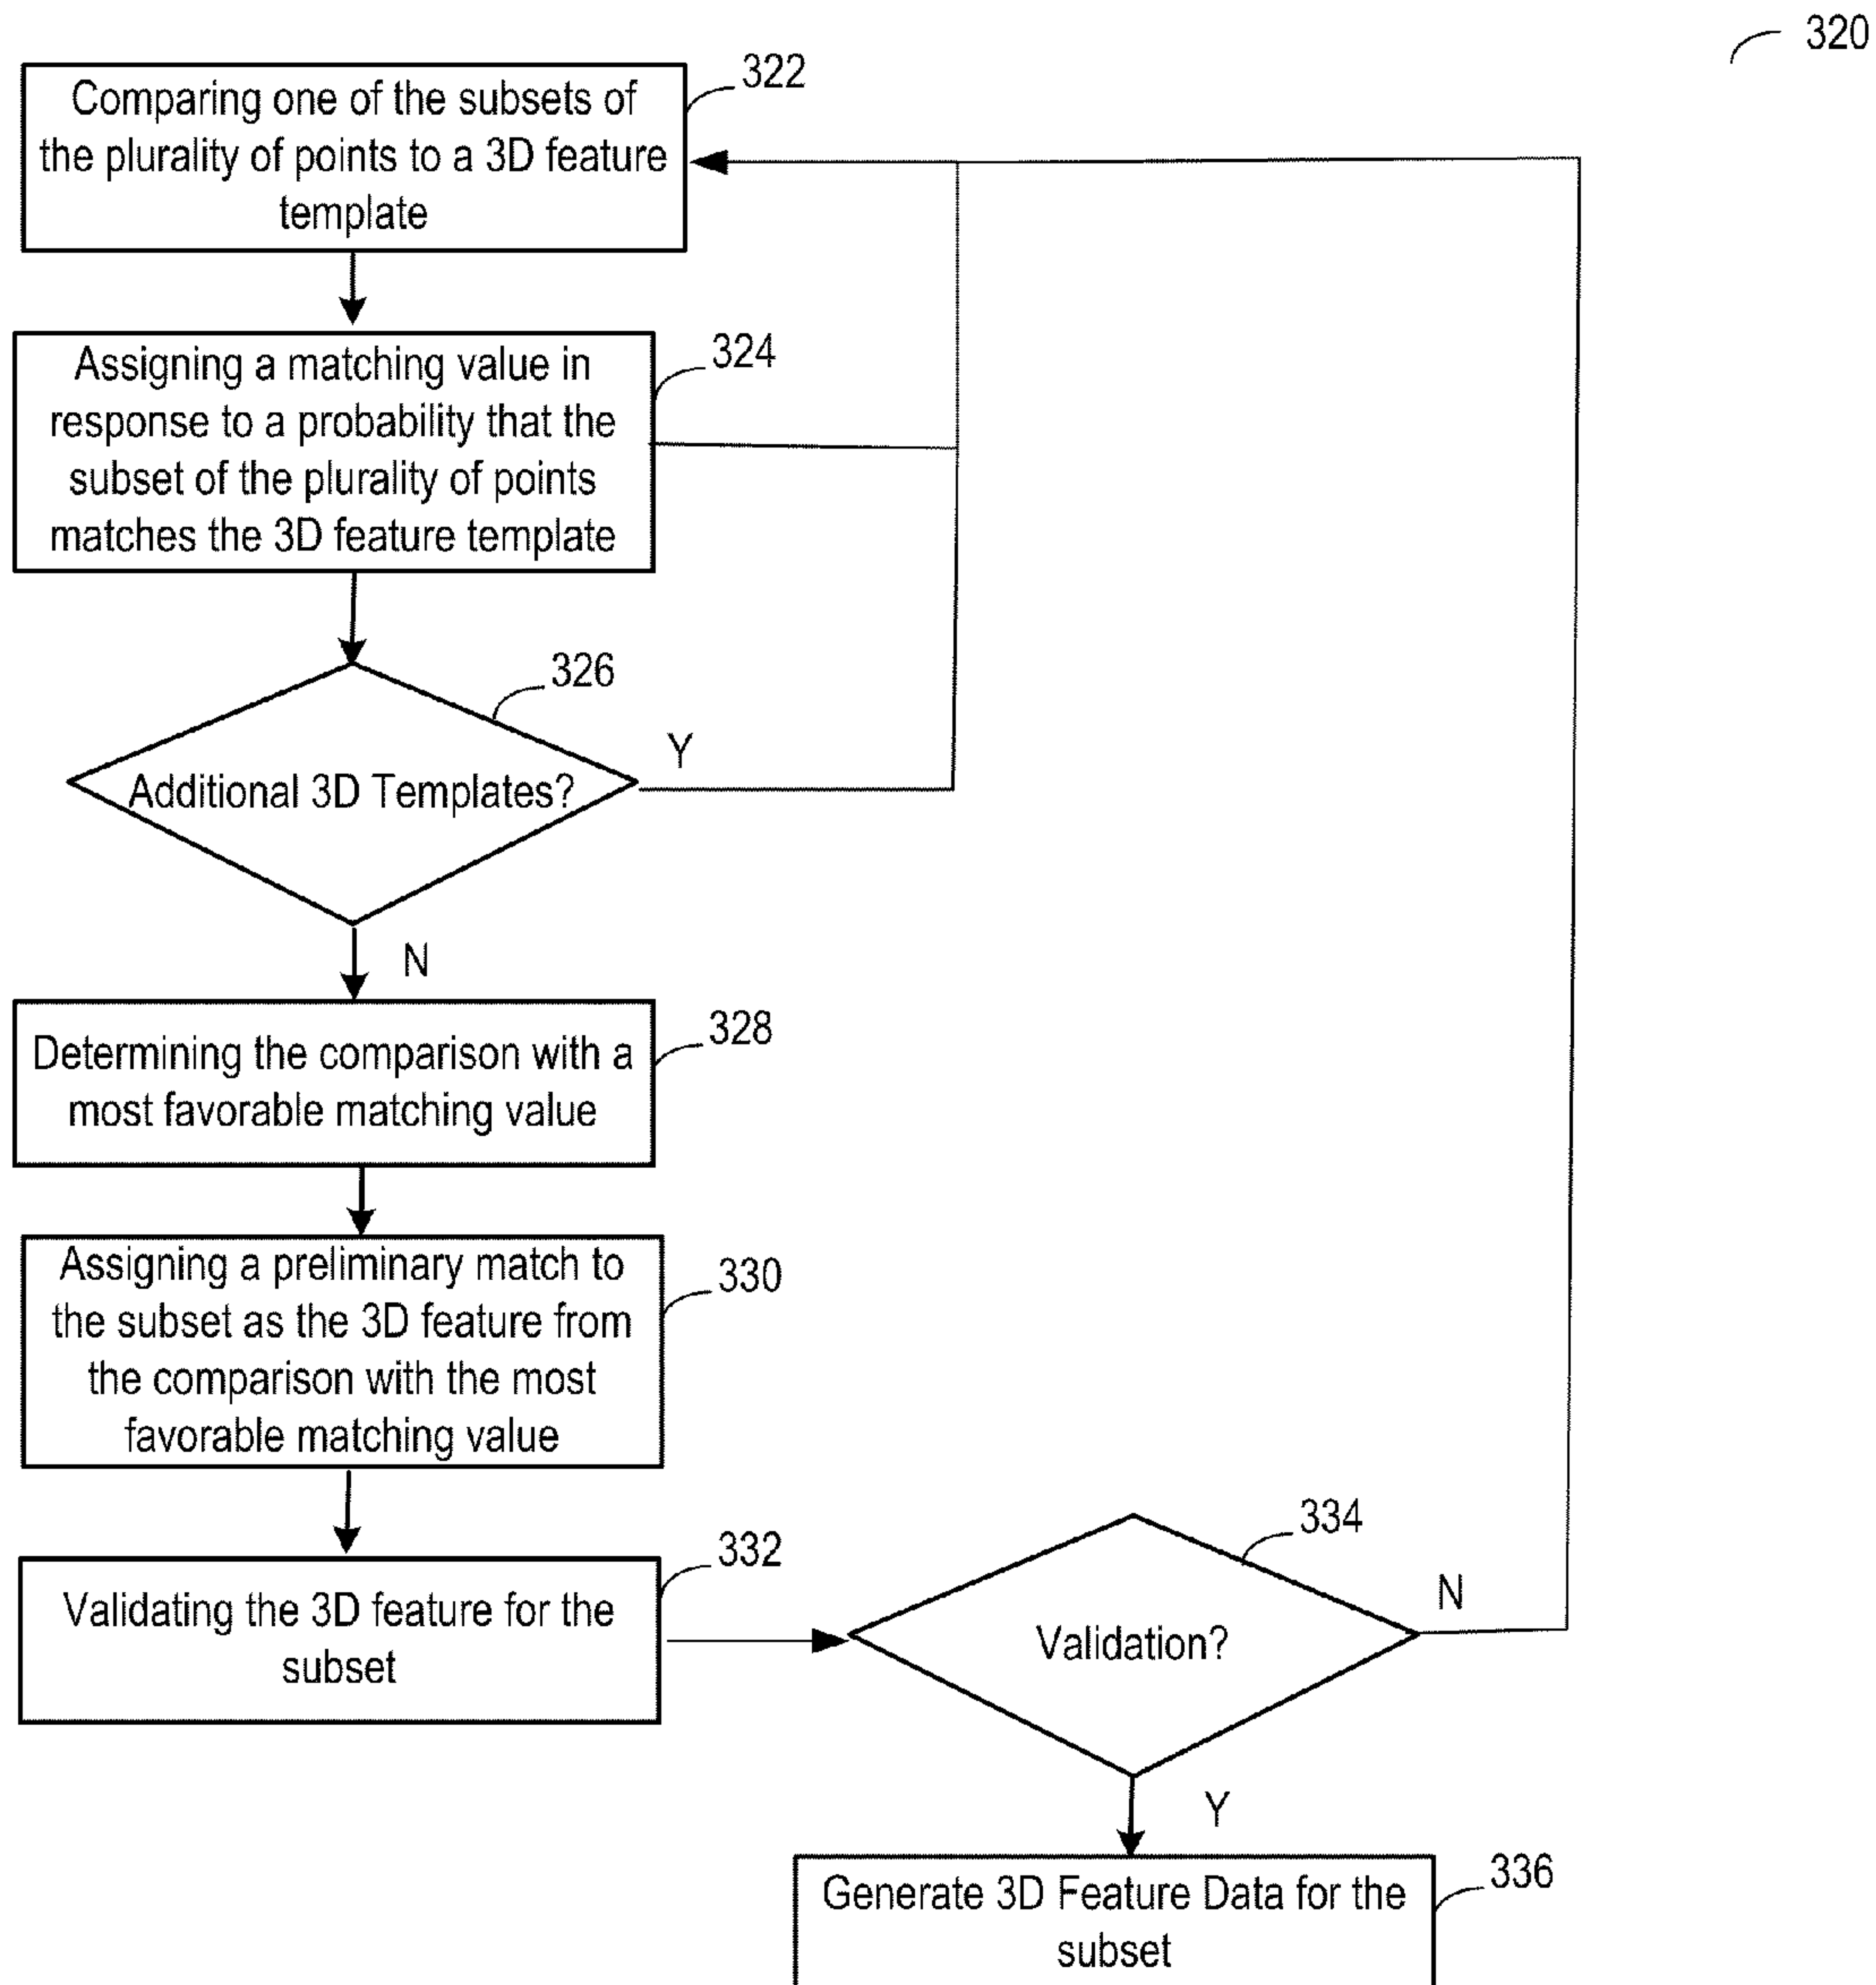 320
Comparing one of the subsets of
the plurality of points to a 3D feature
template
322
Assigning a matching value in
response to a probability that the
subset of the plurality of points
matches the 3D feature template
324
Additional 3D Templates?
326
Y
N
Determining the comparison with a
most favorable matching value
328
Assigning a preliminary match to
the subset as the 3D feature from
the comparison with the most
favorable matching value
330
Validating the 3D feature for the
subset
332
Validation?
334
N
Y
Generate 3D Feature Data for the
subset
336